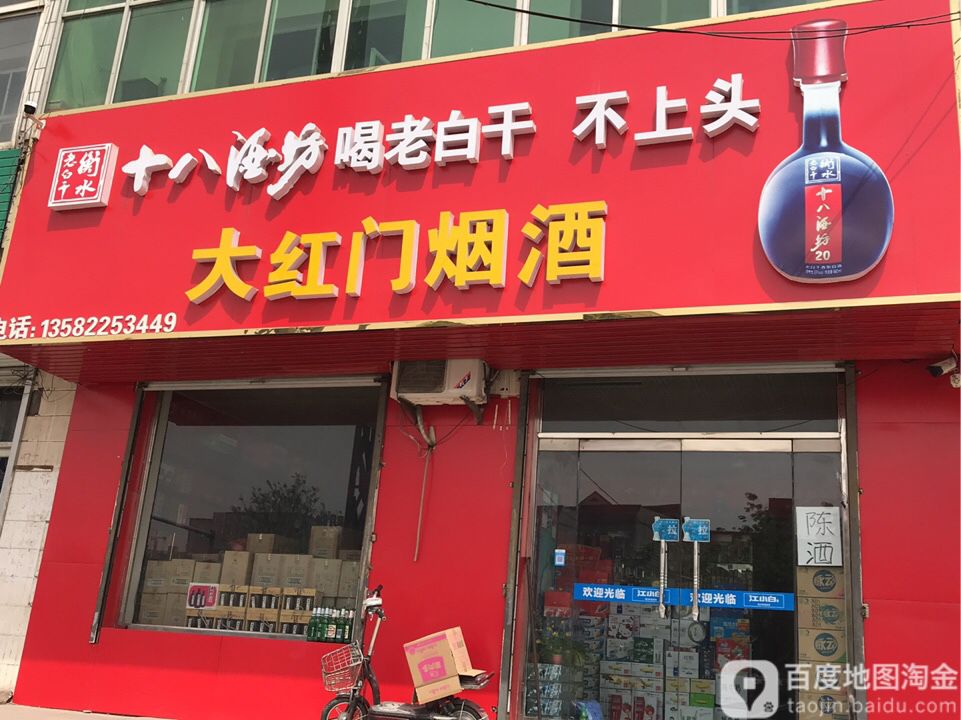 衡水
老白干
十八酒坊 喝老白干 不上头
大红门烟酒
电话: 13582253449
衡水
老白干
十八酒坊
20
陈酒
拉 拉
欢迎光临 江小白 欢迎光临 江小白
百度地图淘金
taojin.baidu.com